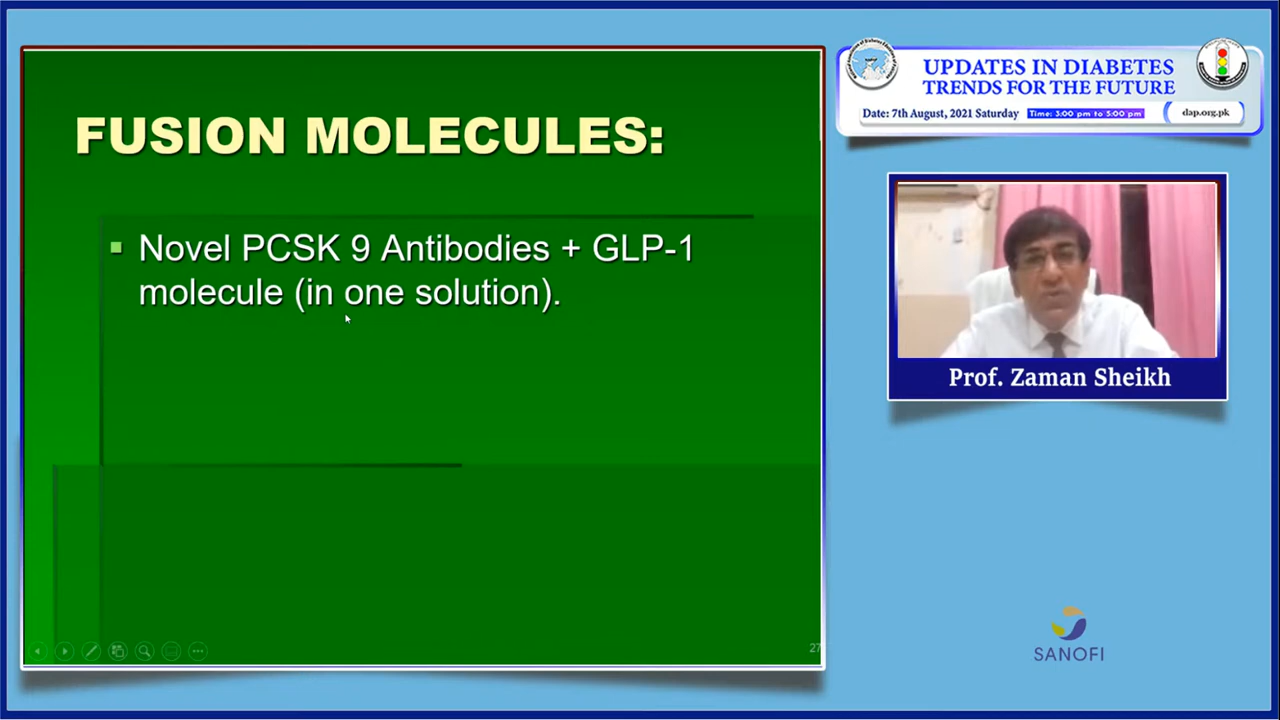 FUSION MOLECULES:
Novel PCSK 9 Antibodies + GLP-1
molecule (in one solution).
27
UPDATES IN DIABETES
TRENDS FOR THE FUTURE
Date: 7th August, 2021 Saturday Time: 3:00 pm to 5:00 pm dap.org.pk
Prof. Zaman Sheikh
SANOFI